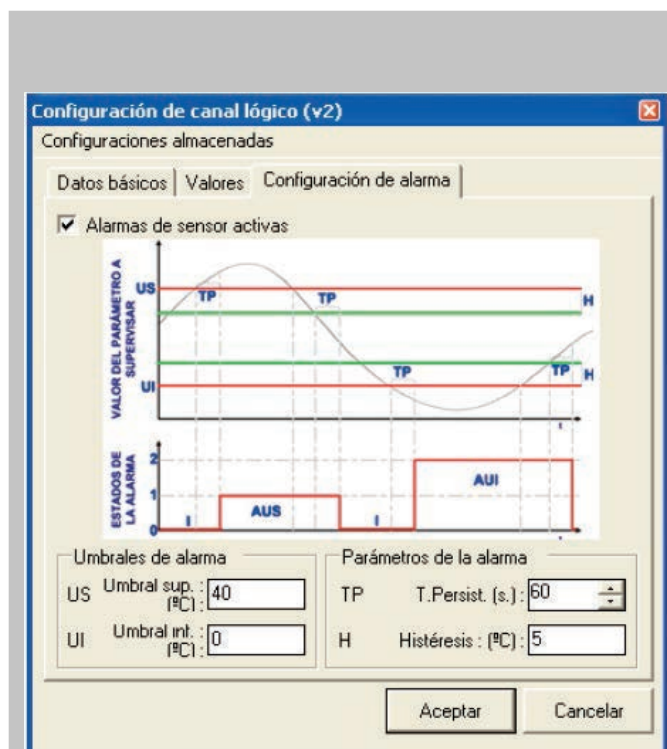 Configuración de canal lógico (v2)
Configuraciones almacenadas
Datos básicos
Valores
Configuración de alarma
Alarmas de sensor activas
VALOR DEL PARÁMETRO A
SUPERVISAR
US
TP
TP
H
UI
TP
TP
H
ESTADOS DE
LA ALARMA
2
1
0
I
AUS
I
AUI
Umbrales de alarma
US Umbral sup. : 40
(ºC) :
UI Umbral inf. : 0
(ºC) :
Parámetros de la alarma
TP T.Persist. (s.) : 60
H Histéresis : (ºC) : 5
Aceptar
Cancelar